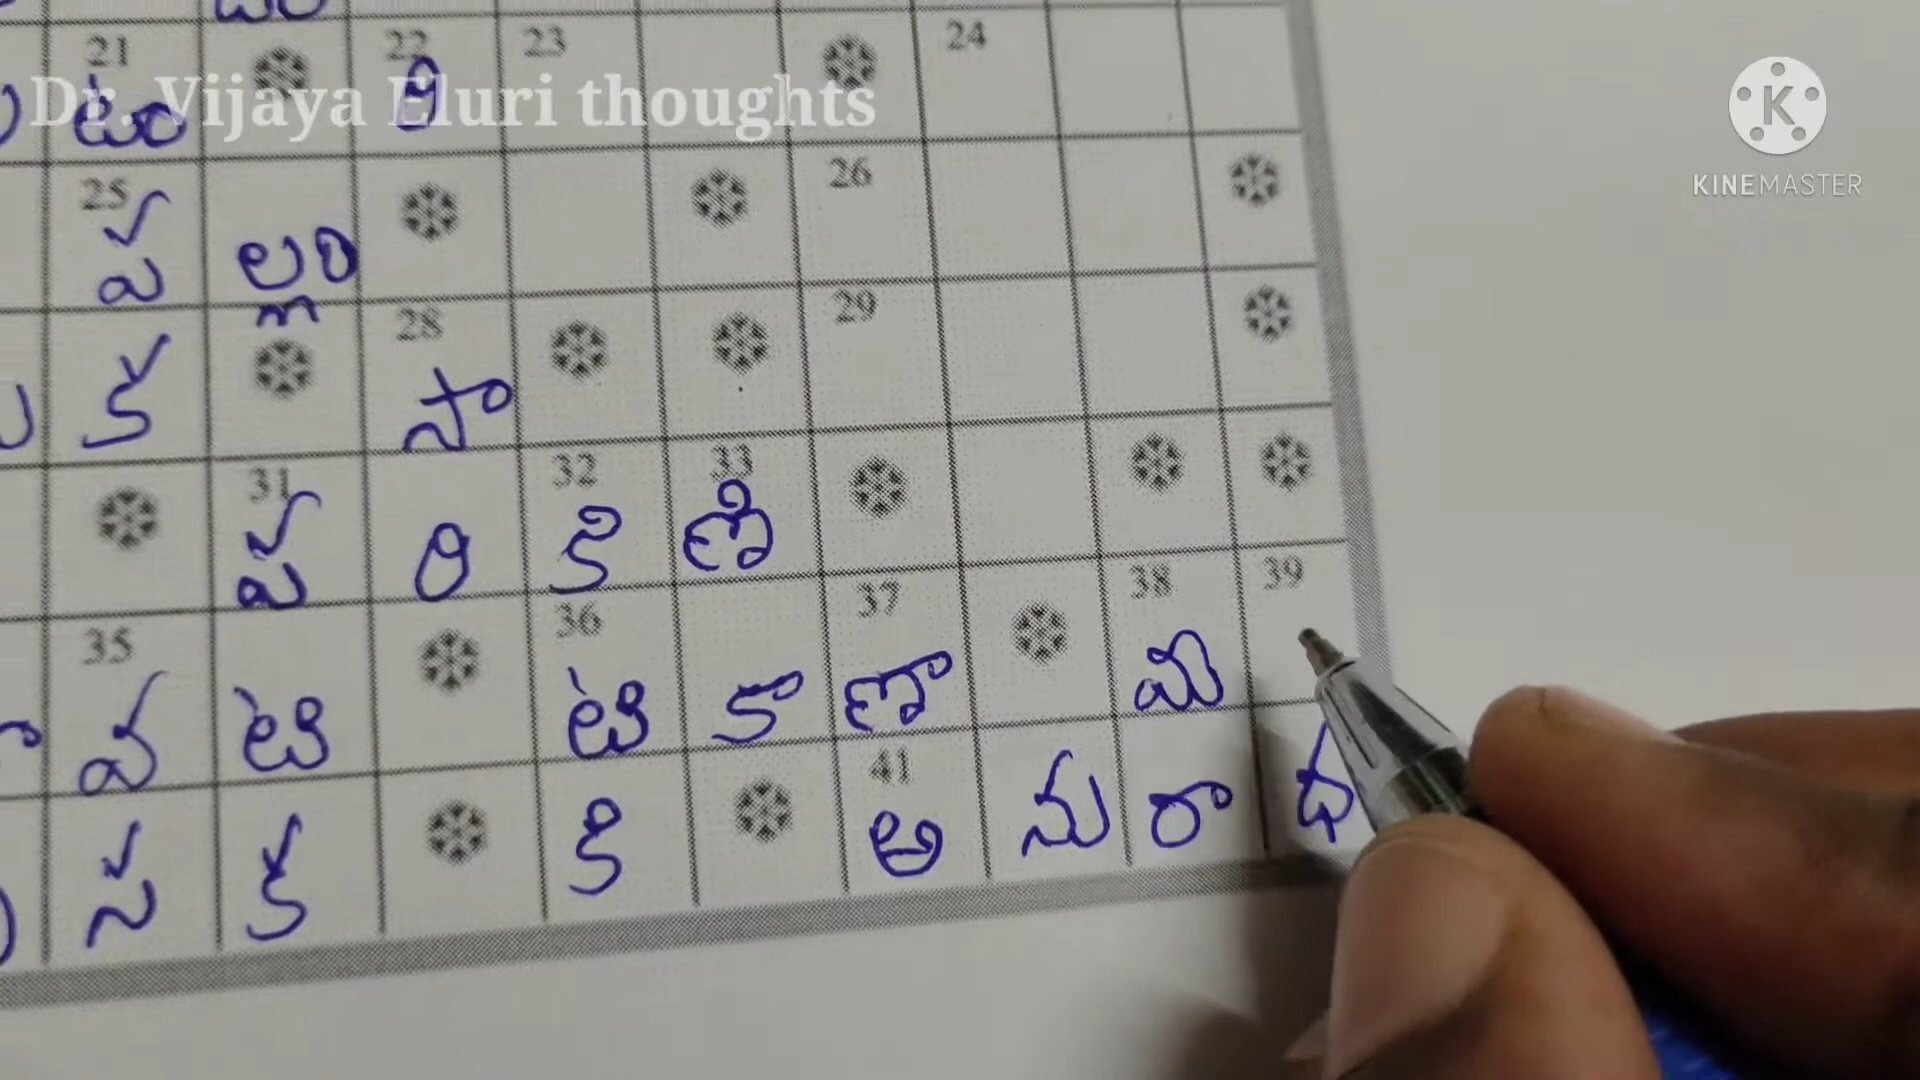 21 22 23 24
Dr. Vijaya Eluri thoughts
టం రి
K
KINEMASTER
25 26
ప ల్లం
28 29
క సా
31 32 33
ప రి కి ణి
35 36 37 38 39
వ టి టి కా ణా మి
41
స క కి అ ను రా ధ